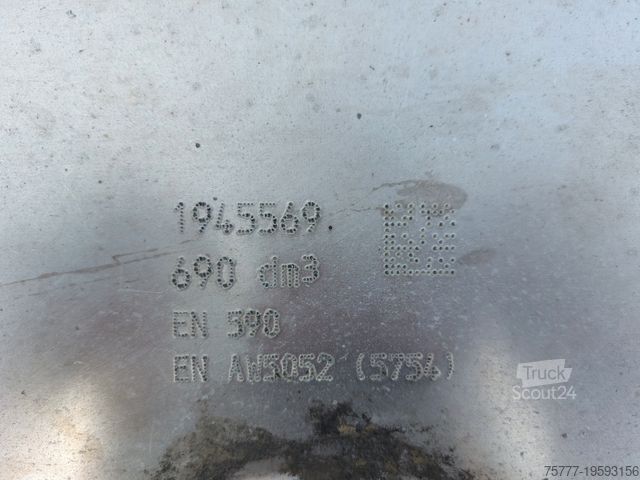 1945569
690 dm3
EN 590
EN AW5052 (5754)
Truck
Scout24
75777-19593156